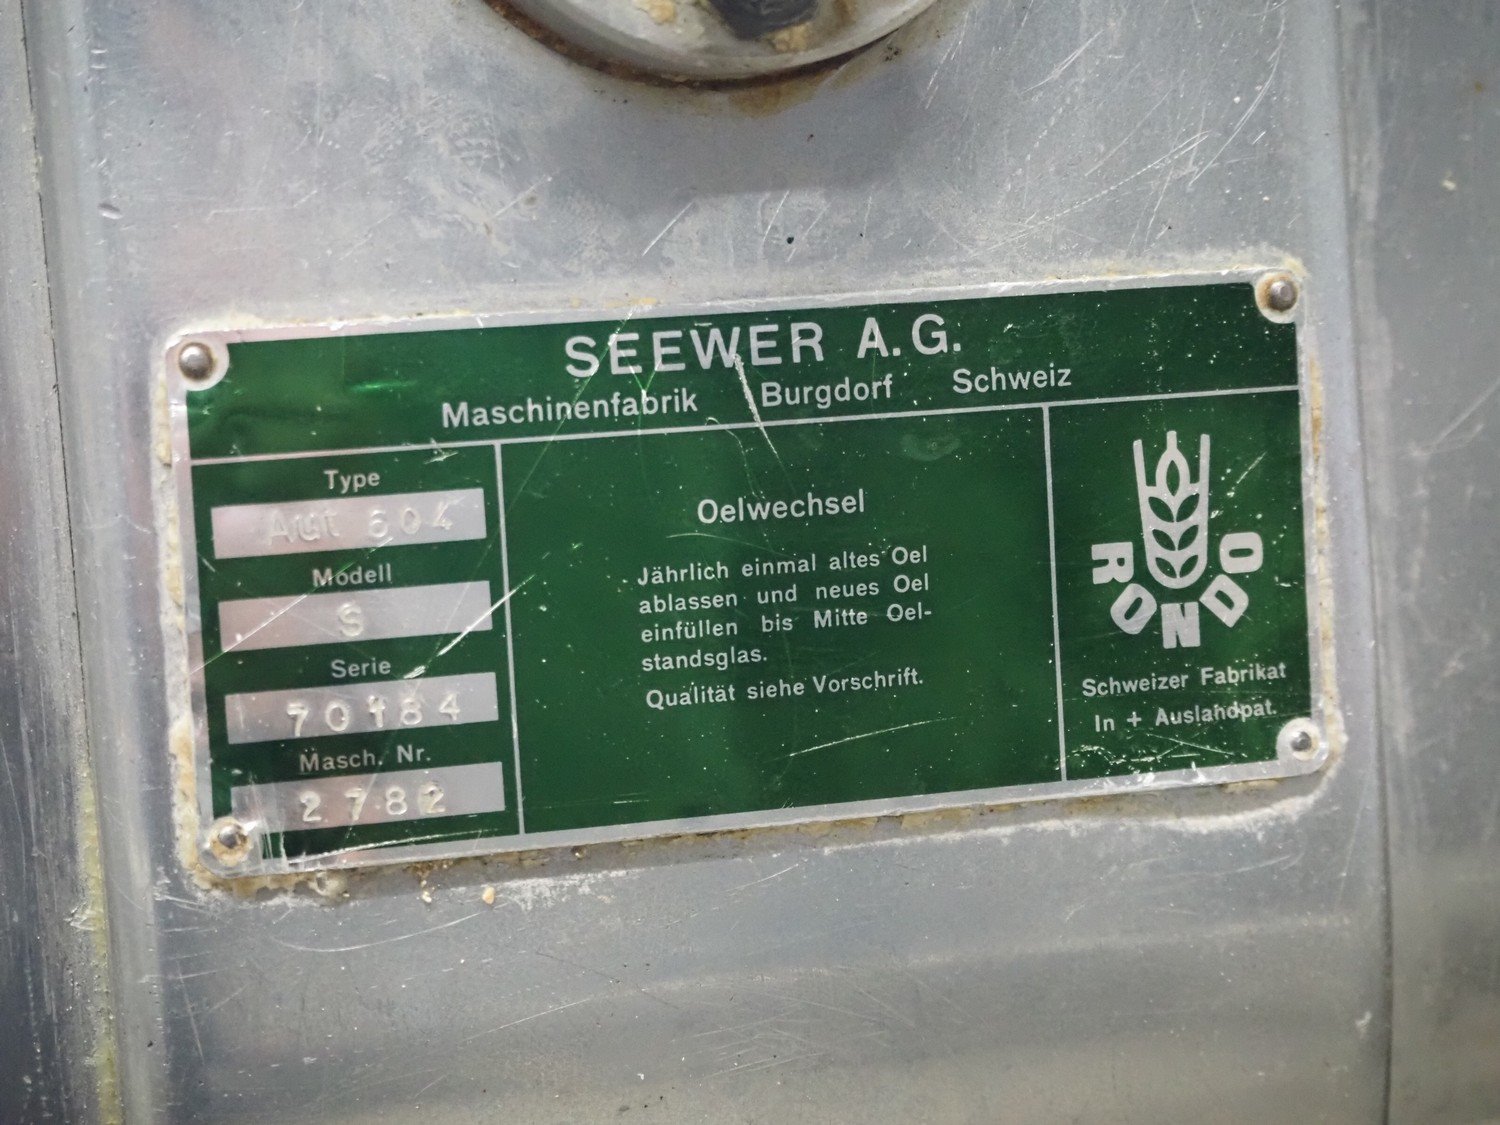 SEEWER A.G.
Maschinenfabrik Burgdorf Schweiz
Type
Aut 604
Modell
S
Serie
70184
Masch. Nr.
2782
Oelwechsel
Jährlich einmal altes Oel
ablassen und neues Oel
einfüllen bis Mitte Oel-
standsglas.
Qualität siehe Vorschrift.
RONDO
Schweizer Fabrikat
In + Auslandpat.